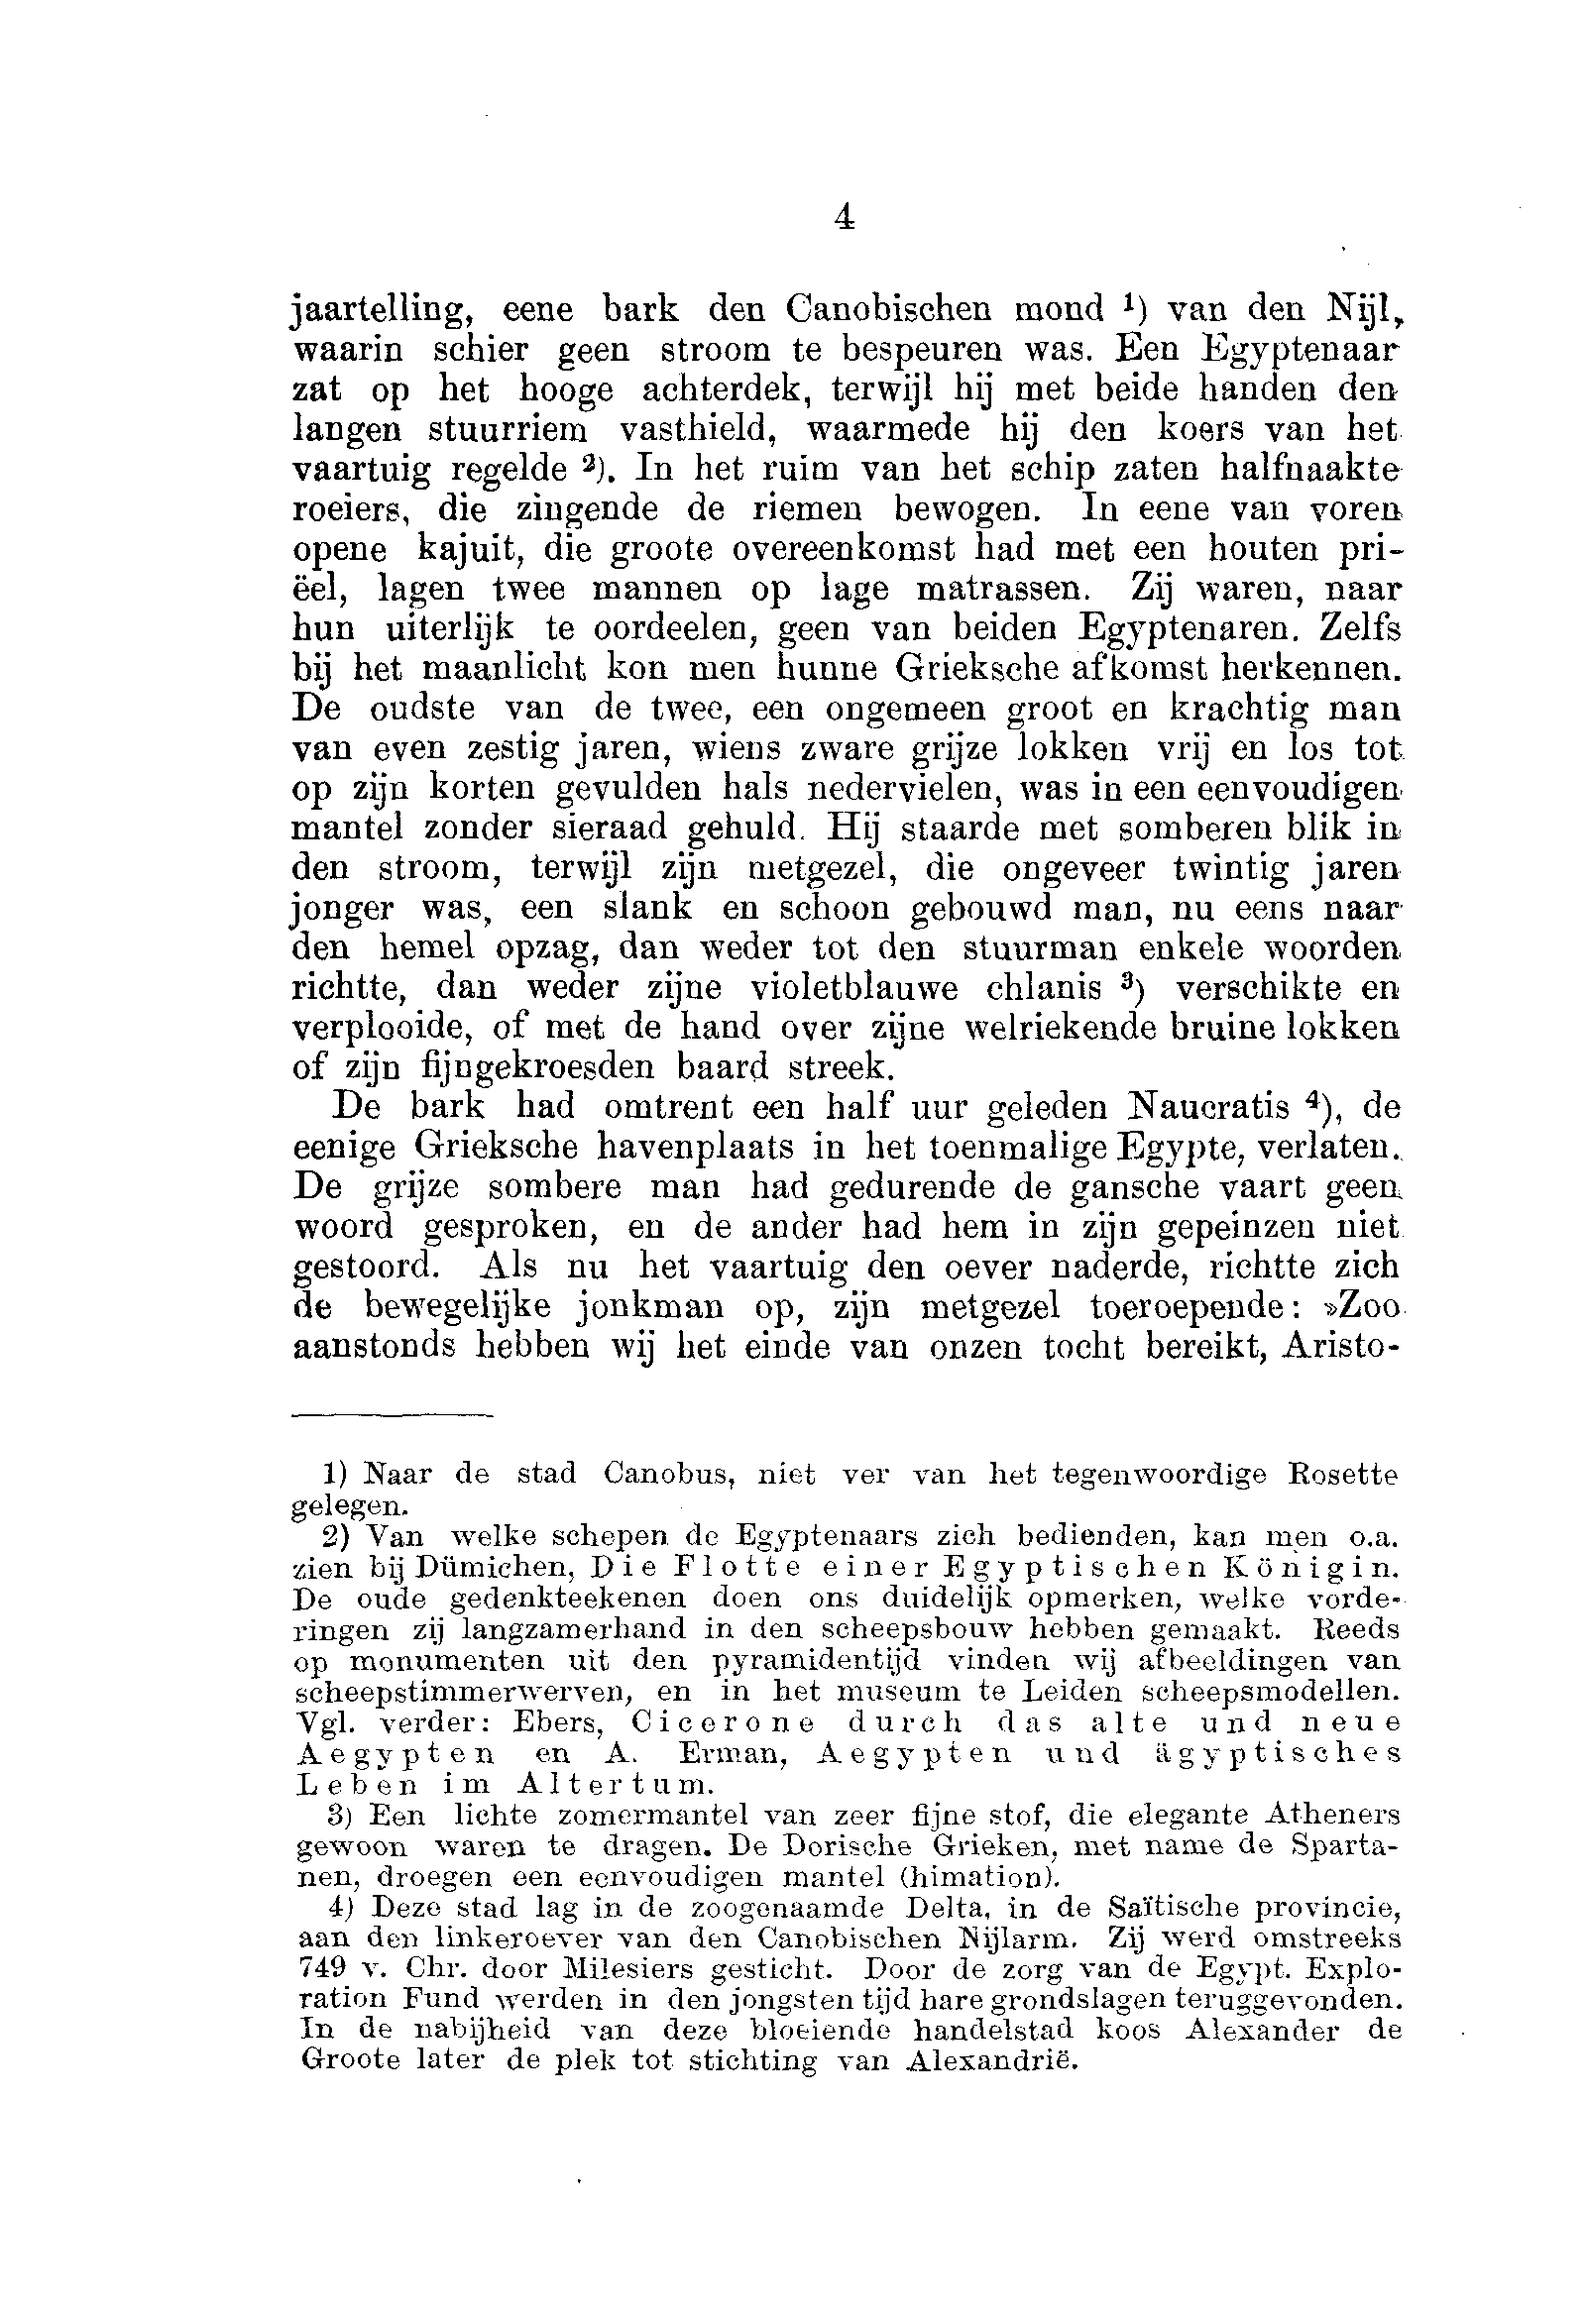 4
jaartelling, eene bark den Canobischen mond ¹) van den Nijl,
waarin schier geen stroom te bespeuren was. Een Egyptenaar
zat op het hooge achterdek, terwijl hij met beide handen den
langen stuurriem vasthield, waarmede hij den koers van het
vaartuig regelde ²). In het ruim van het schip zaten halfnaakte
roeiers, die zingende de riemen bewogen. In eene van voren
opene kajuit, die groote overeenkomst had met een houten pri-
ëel, lagen twee mannen op lage matrassen. Zij waren, naar
hun uiterlijk te oordeelen, geen van beiden Egyptenaren. Zelfs
bij het maanlicht kon men hunne Grieksche afkomst herkennen.
De oudste van de twee, een ongemeen groot en krachtig man
van even zestig jaren, wiens zware grijze lokken vrij en los tot
op zijn korten gevulden hals nedervielen, was in een eenvoudigen
mantel zonder sieraad gehuld. Hij staarde met somberen blik in
den stroom, terwijl zijn metgezel, die ongeveer twintig jaren
jonger was, een slank en schoon gebouwd man, nu eens naar
den hemel opzag, dan weder tot den stuurman enkele woorden
richtte, dan weder zijne violetblauwe chlanis ³) verschikte en
verplooide, of met de hand over zijne welriekende bruine lokken
of zijn fijngekroesden baard streek.
De bark had omtrent een half uur geleden Naucratis ⁴), de
eenige Grieksche havenplaats in het toenmalige Egypte, verlaten.
De grijze sombere man had gedurende de gansche vaart geen
woord gesproken, en de ander had hem in zijn gepeinzen niet
gestoord. Als nu het vaartuig den oever naderde, richtte zich
de bewegelijke jonkman op, zijn metgezel toeroepende: »Zoo
aanstonds hebben wij het einde van onzen tocht bereikt, Aristo-
1) Naar de stad Canobus, niet ver van het tegenwoordige Rosette
gelegen.
2) Van welke schepen de Egyptenaars zich bedienden, kan men o.a.
zien bij Dümichen, Die Flotte einer Egyptischen Königin.
De oude gedenkteekenen doen ons duidelijk opmerken, welke vorde-
ringen zij langzamerhand in den scheepsbouw hebben gemaakt. Reeds
op monumenten uit den pyramidentijd vinden wij afbeeldingen van
scheepstimmerwerven, en in het museum te Leiden scheepsmodellen.
Vgl. verder: Ebers, Cicerone durch das alte und neue
Aegypten en A. Erman, Aegypten und ägyptisches
Leben im Altertum.
3) Een lichte zomermantel van zeer fijne stof, die elegante Atheners
gewoon waren te dragen. De Dorische Grieken, met name de Sparta-
nen, droegen een eenvoudigen mantel (himation).
4) Deze stad lag in de zoogenaamde Delta, in de Saïtische provincie,
aan den linkeroever van den Canobischen Nijlarm. Zij werd omstreeks
749 v. Chr. door Milesiers gesticht. Door de zorg van de Egypt. Explo-
ration Fund werden in den jongsten tijd hare grondslagen teruggevonden.
In de nabijheid van deze bloeiende handelstad koos Alexander de
Groote later de plek tot stichting van Alexandrië.